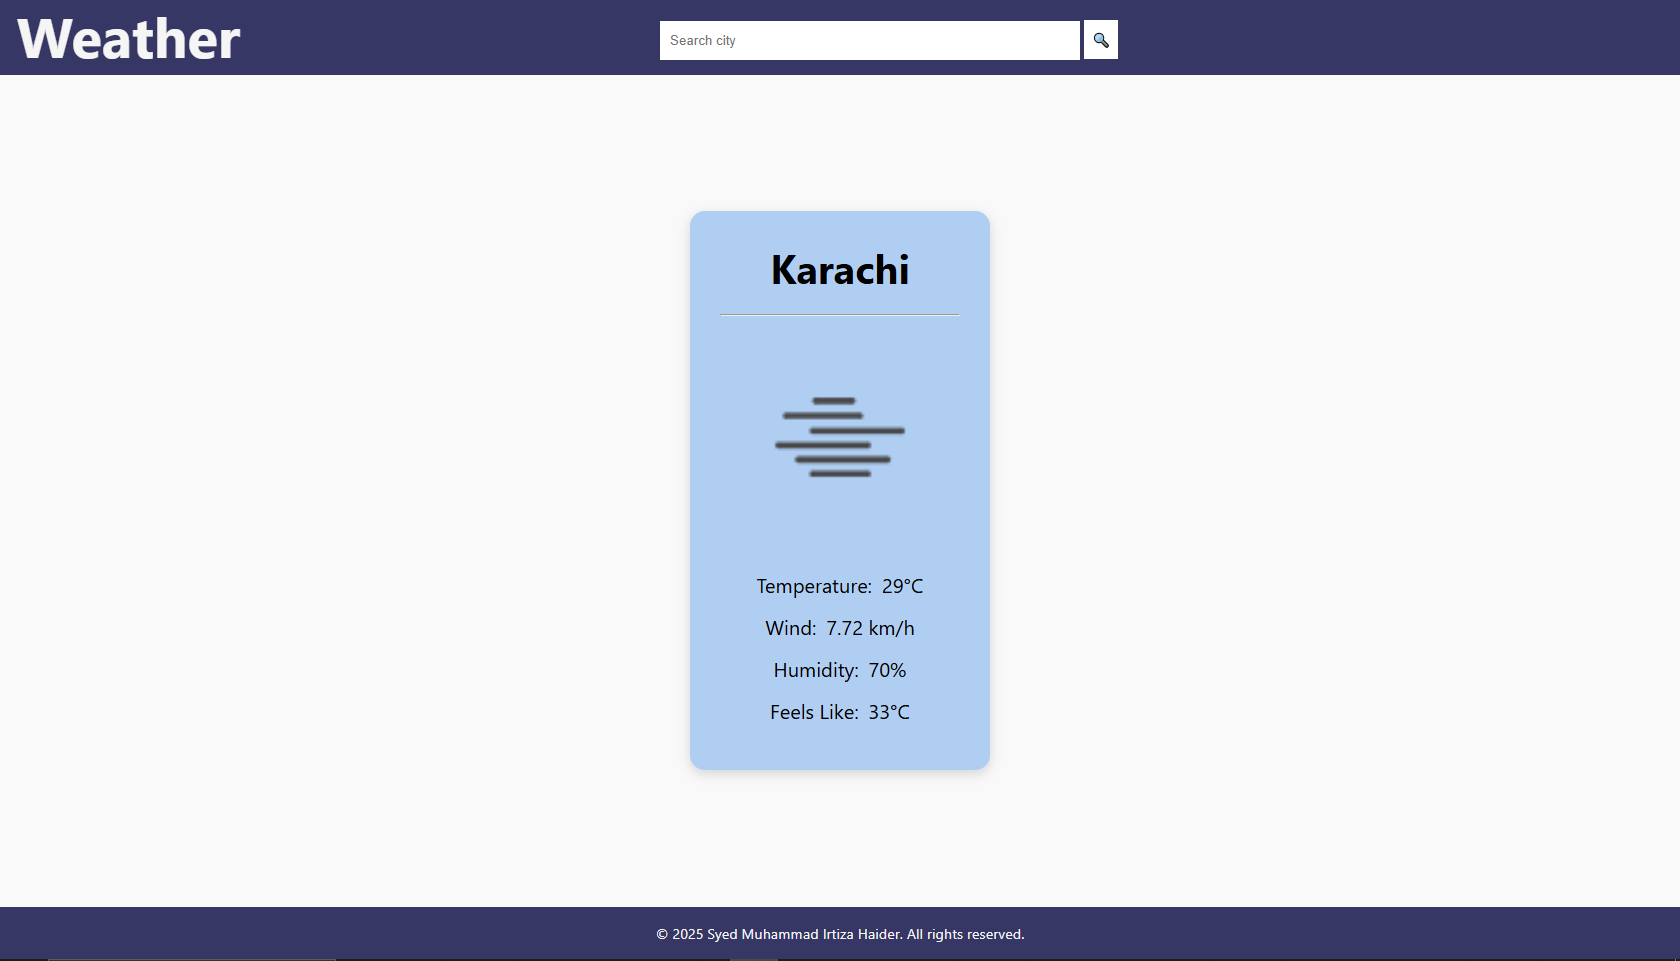 Weather
Search city
Karachi
Temperature: 29°C
Wind: 7.72 km/h
Humidity: 70%
Feels Like: 33°C
© 2025 Syed Muhammad Irtiza Haider. All rights reserved.